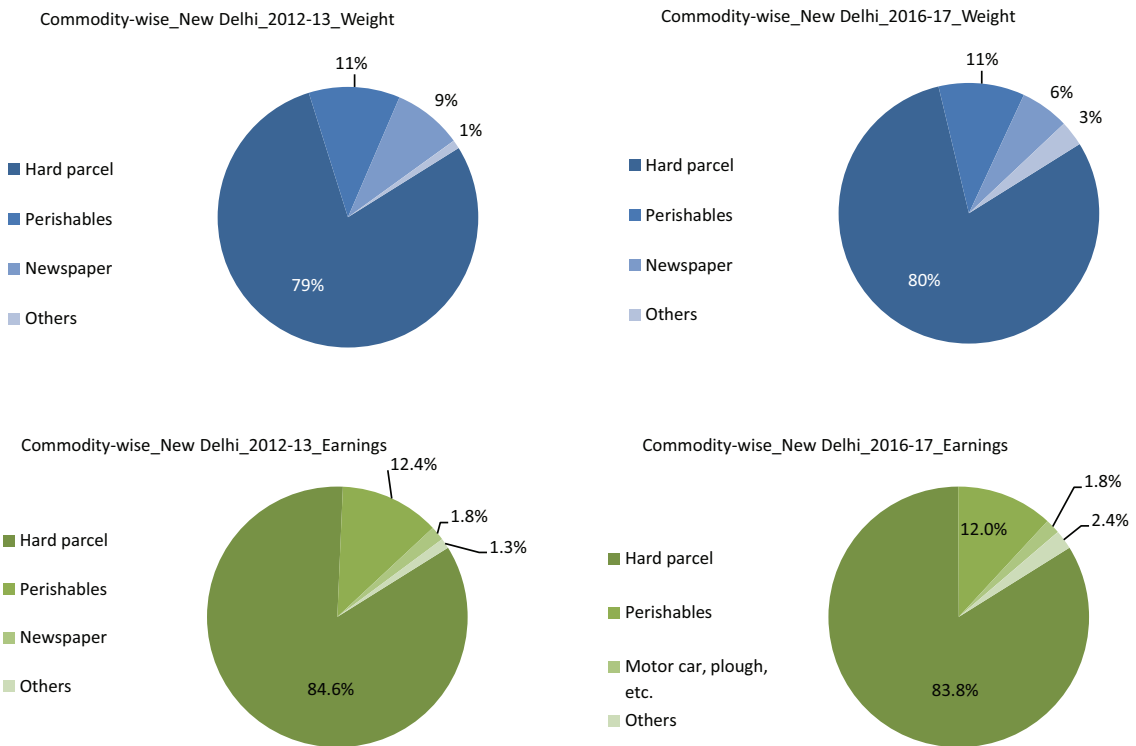 Commodity-wise_New Delhi_2012-13_Weight
11%
9%
1%
Hard parcel
Perishables
Newspaper
Others
79%
Commodity-wise_New Delhi_2016-17_Weight
11%
6%
3%
Hard parcel
Perishables
Newspaper
Others
80%
Commodity-wise_New Delhi_2012-13_Earnings
12.4%
1.8%
1.3%
Hard parcel
Perishables
Newspaper
Others
84.6%
Commodity-wise_New Delhi_2016-17_Earnings
1.8%
2.4%
12.0%
Hard parcel
Perishables
Motor car, plough,
etc.
Others
83.8%